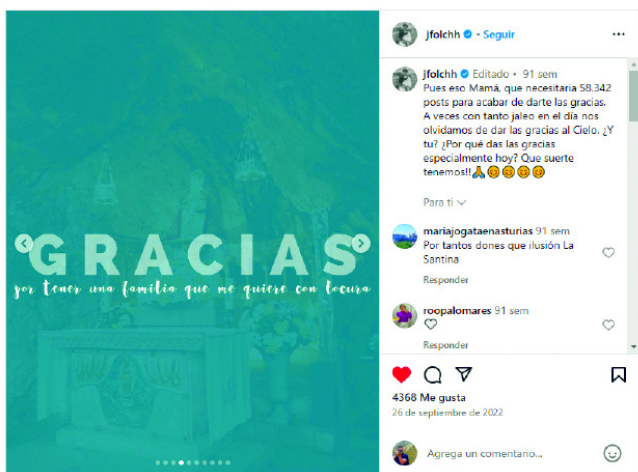 jfolchh • Seguir
jfolchh Editado • 91 sem
Pues eso Mamá, que necesitaria 58.342
posts para acabar de darte las gracias.
A veces con tanto jaleo en el día nos
olvidamos de dar las gracias al Cielo. ¿Y
tu? ¿Por qué das las gracias
especialmente hoy? Que suerte
tenemos!!🙏😊😊😊😊
Para ti
GRACIAS
por tener una familia que me quiere con locura
mariajogataenasturias 91 sem
Por tantos dones que ilusión La
Santina
Responder
roopalomares 91 sem
♡
Responder
4368 Me gusta
26 de septiembre de 2022
Agrega un comentario...